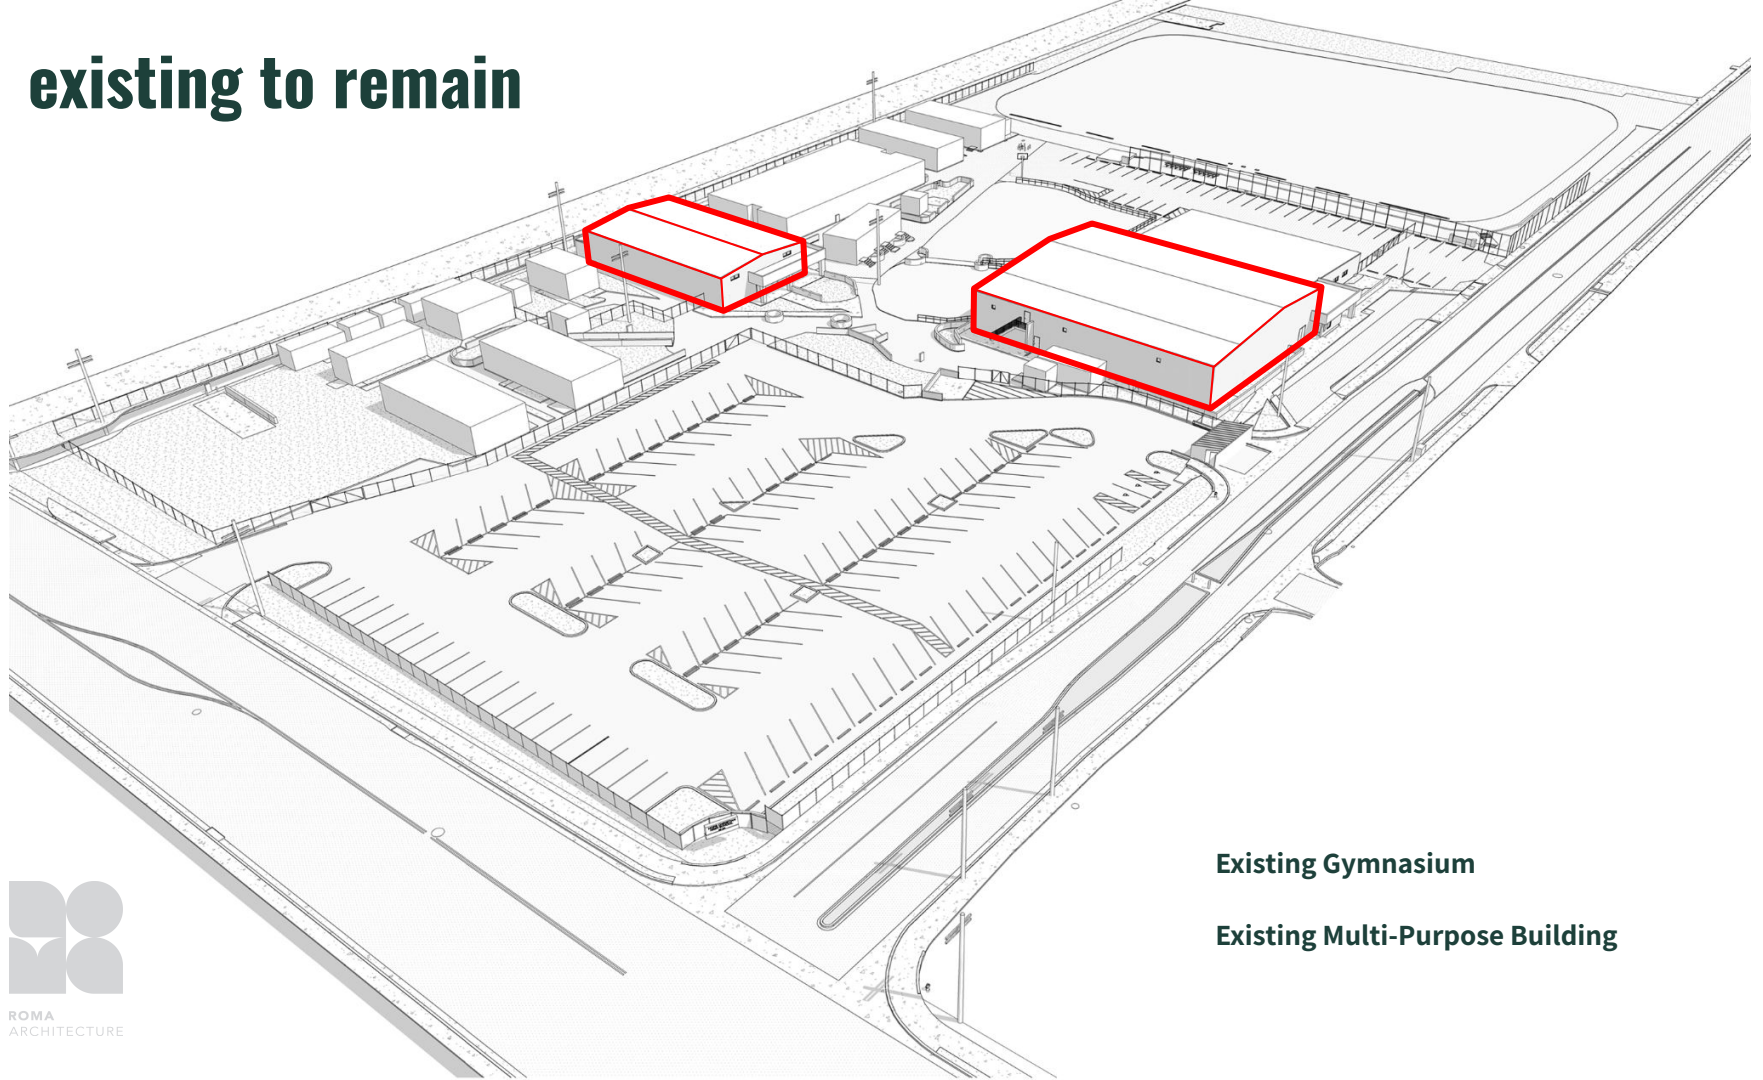 existing to remain
Existing Gymnasium
Existing Multi-Purpose Building
ROMA
ARCHITECTURE